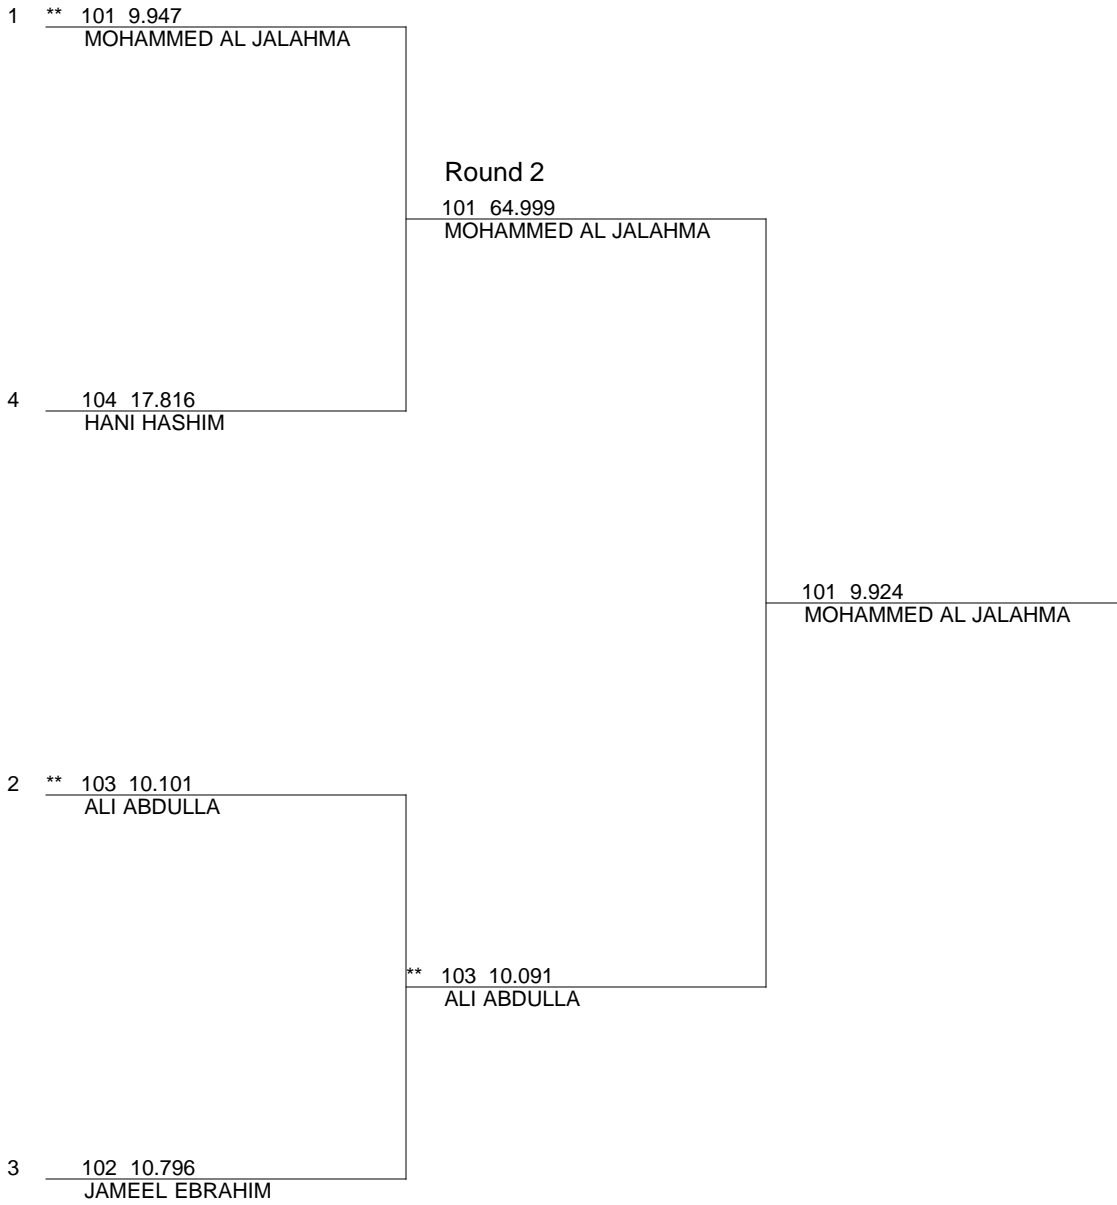 1 ** 101 9.947
MOHAMMED AL JALAHMA
Round 2
101 64.999
MOHAMMED AL JALAHMA
4 104 17.816
HANI HASHIM
101 9.924
MOHAMMED AL JALAHMA
2 ** 103 10.101
ALI ABDULLA
** 103 10.091
ALI ABDULLA
3 102 10.796
JAMEEL EBRAHIM